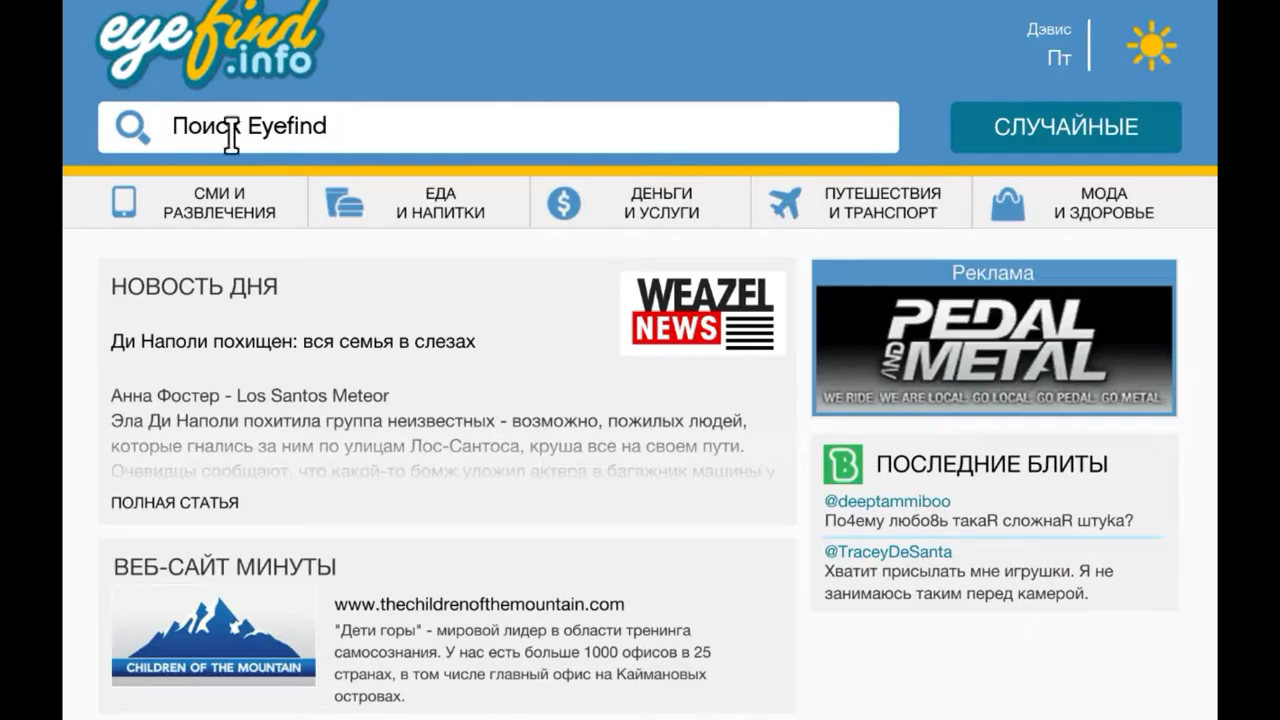 eyefind
.info
Дэвис
Пт
Поиск Eyefind
СЛУЧАЙНЫЕ
СМИ И
РАЗВЛЕЧЕНИЯ
ЕДА
И НАПИТКИ
ДЕНЬГИ
И УСЛУГИ
ПУТЕШЕСТВИЯ
И ТРАНСПОРТ
МОДА
И ЗДОРОВЬЕ
НОВОСТЬ ДНЯ
WEAZEL
NEWS
Ди Наполи похищен: вся семья в слезах
Анна Фостер - Los Santos Meteor
Эла Ди Наполи похитила группа неизвестных - возможно, пожилых людей,
которые гнались за ним по улицам Лос-Сантоса, круша все на своем пути.
Очевидцы сообщают, что какой-то бомж уложил актера в багажник машины у
ПОЛНАЯ СТАТЬЯ
Реклама
PEDAL
AND
METAL
WE RIDE. WE ARE LOCAL. GO LOCAL. GO PEDAL. GO METAL
ПОСЛЕДНИЕ БЛИТЫ
@deeptammiboo
По4ему любо8ь такаR сложнаR штука?
@TraceyDeSanta
Хватит присылать мне игрушки. Я не
занимаюсь таким перед камерой.
ВЕБ-САЙТ МИНУТЫ
CHILDREN OF THE MOUNTAIN
www.thechildrenofthemountain.com
"Дети горы" - мировой лидер в области тренинга
самосознания. У нас есть больше 1000 офисов в 25
странах, в том числе главный офис на Каймановых
островах.